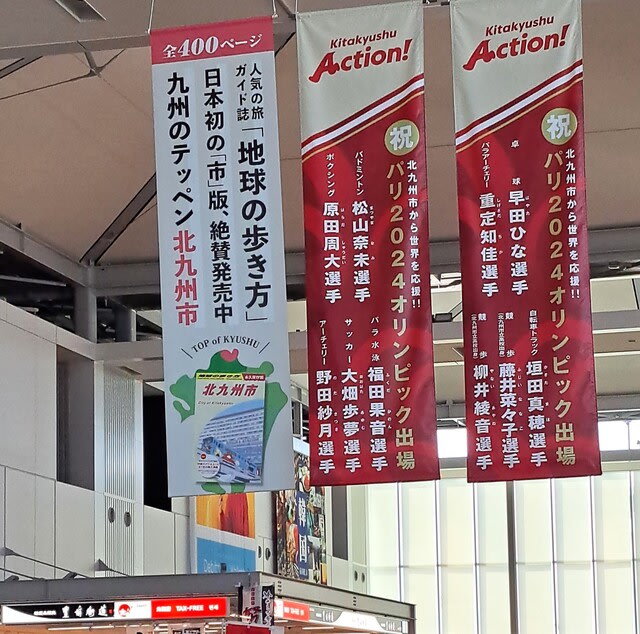 全400ページ
人気の旅
ガイド誌
「地球の歩き方」
日本初の「市」版、絶賛発売中
九州のテッペン北九州市
TOP of KYUSHU
北九州市
Kitakyushu
Action!
祝
北九州市から世界を応援!!
パリ2024オリンピック出場
バドミントン
松山奈未選手
ボクシング
原田周大選手
パラ水泳
福田果音選手
サッカー
大畑歩夢選手
アーチェリー
野田紗月選手
Kitakyushu
Action!
祝
北九州市から世界を応援!!
パリ2024オリンピック出場
卓球
早田ひな選手
パラアーチェリー
重定知佳選手
自転車トラック
垣田真穂選手
競歩
藤井菜々子選手
競歩
柳井綾音選手
韓国
TAX-FREE